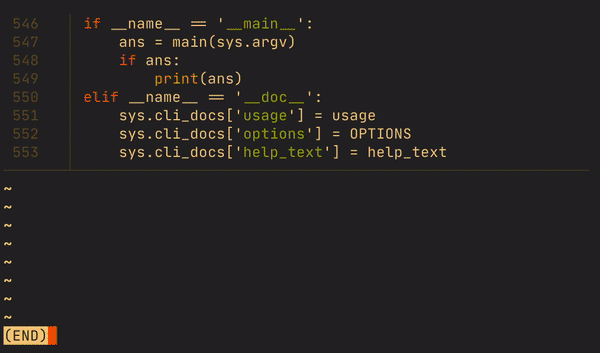 546 if __name__ == '__main__':
547     ans = main(sys.argv)
548     if ans:
549         print(ans)
550 elif __name__ == '__doc__':
551     sys.cli_docs['usage'] = usage
552     sys.cli_docs['options'] = OPTIONS
553     sys.cli_docs['help_text'] = help_text
~
~
~
~
~
~
~
~
(END)